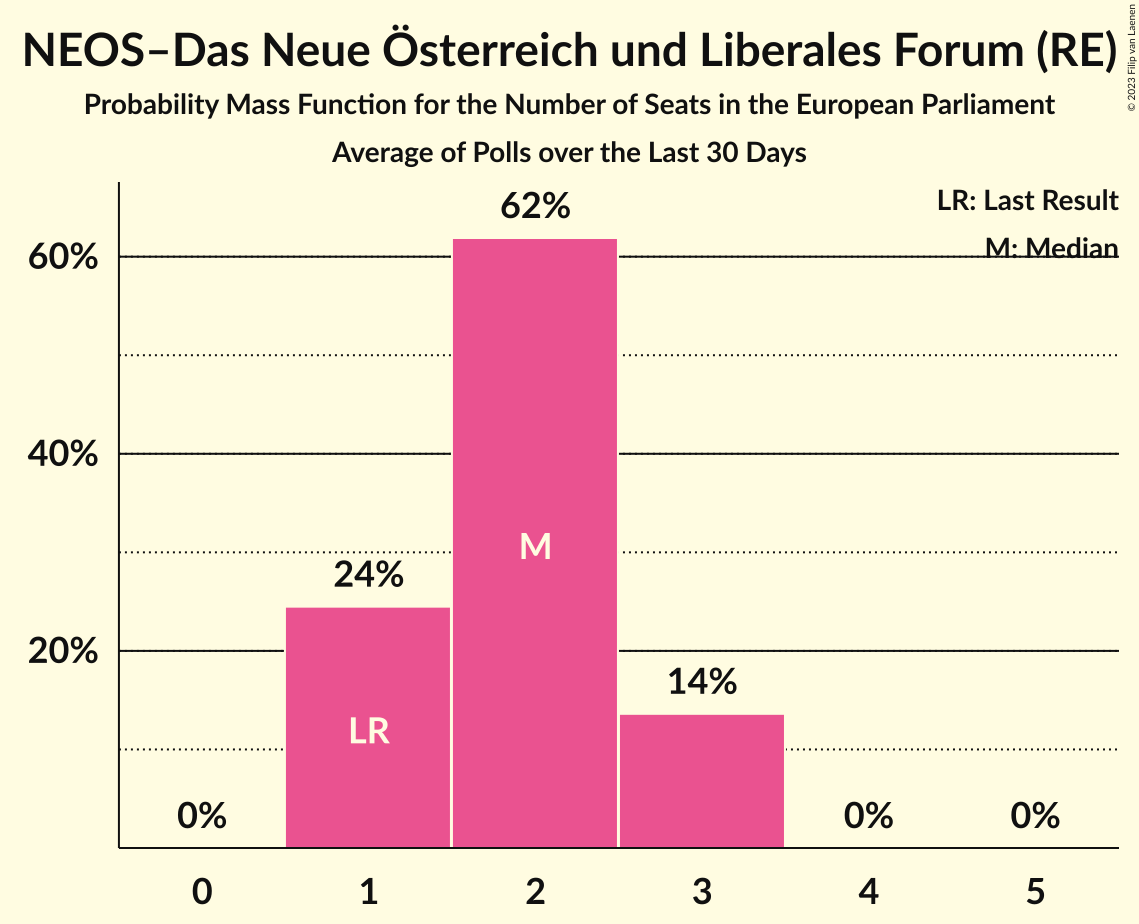 NEOS–Das Neue Österreich und Liberales Forum (RE)
Probability Mass Function for the Number of Seats in the European Parliament
Average of Polls over the Last 30 Days
© 2023 Filip van Laenen
LR: Last Result
M: Median
60%
40%
20%
0%
24%
62%
14%
0%
0%
LR
M
0
1
2
3
4
5